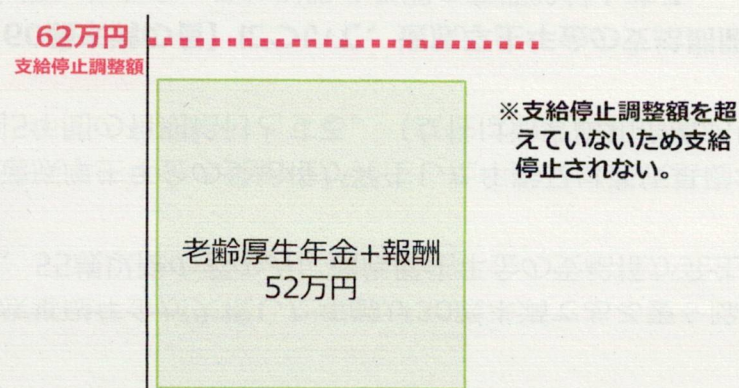 62万円
支給停止調整額
※支給停止調整額を超
えていないため支給
停止されない。
老齢厚生年金+報酬
52万円